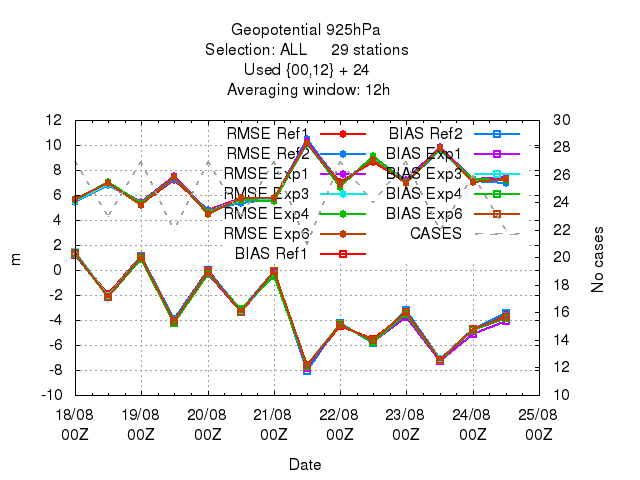 Geopotential 925hPa
Selection: ALL 29 stations
Used {00,12} + 24
Averaging window: 12h
12 30
RMSE Ref1 BIAS Ref2
10 28
RMSE Ref2 BIAS Exp1
8 26
RMSE Exp1 BIAS Exp3
6 24
RMSE Exp3 BIAS Exp4
RMSE Exp4 BIAS Exp6
4 22
RMSE Exp6 CASES
2 20
BIAS Ref1
m No cases
0 18
-2 16
-4 14
-6 12
-8
-10 10
18/08 19/08 20/08 21/08 22/08 23/08 24/08 25/08
00Z 00Z 00Z 00Z 00Z 00Z 00Z 00Z
Date